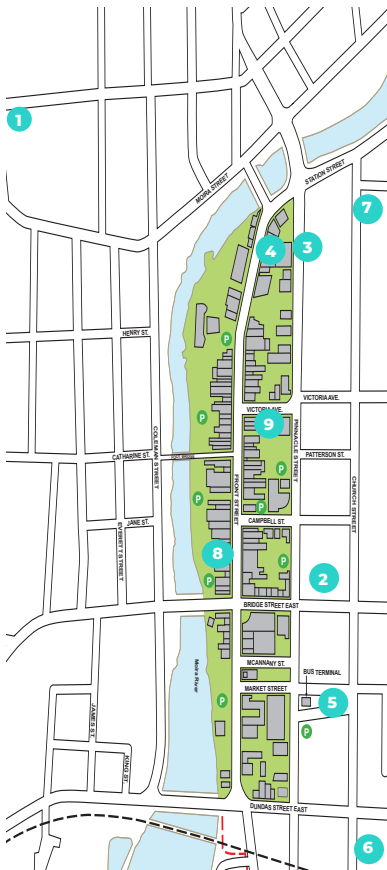 1
MOIRA STREET
STATION STREET
7
4
3
P
HENRY ST.
P
VICTORIA AVE.
VICTORIA AVE.
9
COLEMAN STREET
PINNACLE STREET
CATHARINE ST.
FOOT BRIDGE
PATTERSON ST.
P
FRONT STREET
CHURCH STREET
P
P
JANE ST.
CAMPBELL ST.
EVERETT STREET
8
P
P
2
BRIDGE STREET EAST
Moira River
MCANNANY ST.
BUS TERMINAL
MARKET STREET
P
5
JAMES ST.
P
KING ST.
DUNDAS STREET EAST
6